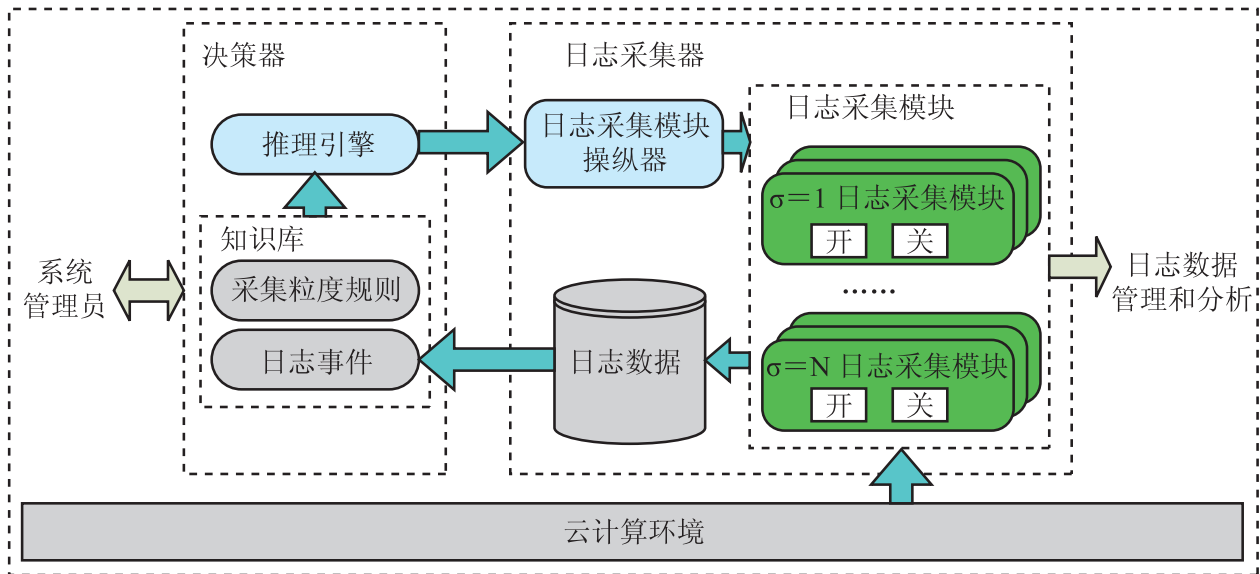 决策器
推理引擎
知识库
采集粒度规则
日志事件
系统
管理员
日志采集器
日志采集模块
操纵器
日志数据
日志采集模块
σ＝1 日志采集模块
开 关
……
σ＝N 日志采集模块
开 关
日志数据
管理和分析
云计算环境